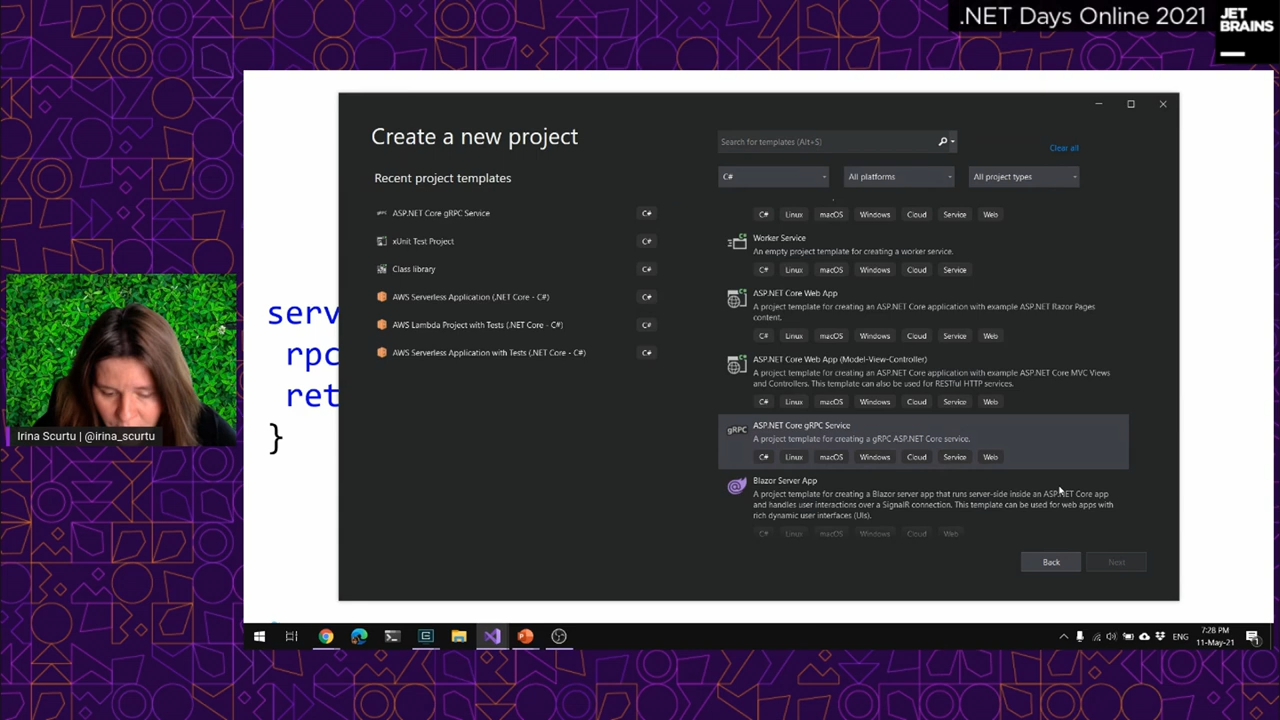 .NET Days Online 2021
JET
BRAINS
Create a new project
Search for templates (Alt+S)
Clear all
Recent project templates
C#
All platforms
All project types
ASP.NET Core gRPC Service
C#
xUnit Test Project
C#
Class library
C#
AWS Serverless Application (.NET Core - C#)
C#
AWS Lambda Project with Tests (.NET Core - C#)
C#
AWS Serverless Application with Tests (.NET Core - C#)
C#
C# Linux macOS Windows Cloud Service Web
Worker Service
An empty project template for creating a worker service.
C# Linux macOS Windows Cloud Service
ASP.NET Core Web App
A project template for creating an ASP.NET Core application with example ASP.NET Razor Pages
content.
C# Linux macOS Windows Cloud Service Web
ASP.NET Core Web App (Model-View-Controller)
A project template for creating an ASP.NET Core application with example ASP.NET Core MVC Views
and Controllers. This template can also be used for RESTful HTTP services.
C# Linux macOS Windows Cloud Service Web
gRPC
ASP.NET Core gRPC Service
A project template for creating a gRPC ASP.NET Core service.
C# Linux macOS Windows Cloud Service Web
Blazor Server App
A project template for creating a Blazor server app that runs server-side inside an ASP.NET Core app
and handles user interactions over a SignalR connection. This template can be used for web apps with
rich dynamic user interfaces (UIs).
C# Linux macOS Windows Cloud Web
Back
Next
serv
rpc
ret
}
Irina Scurtu | @irina_scurtu
ENG
7:28 PM
11-May-21